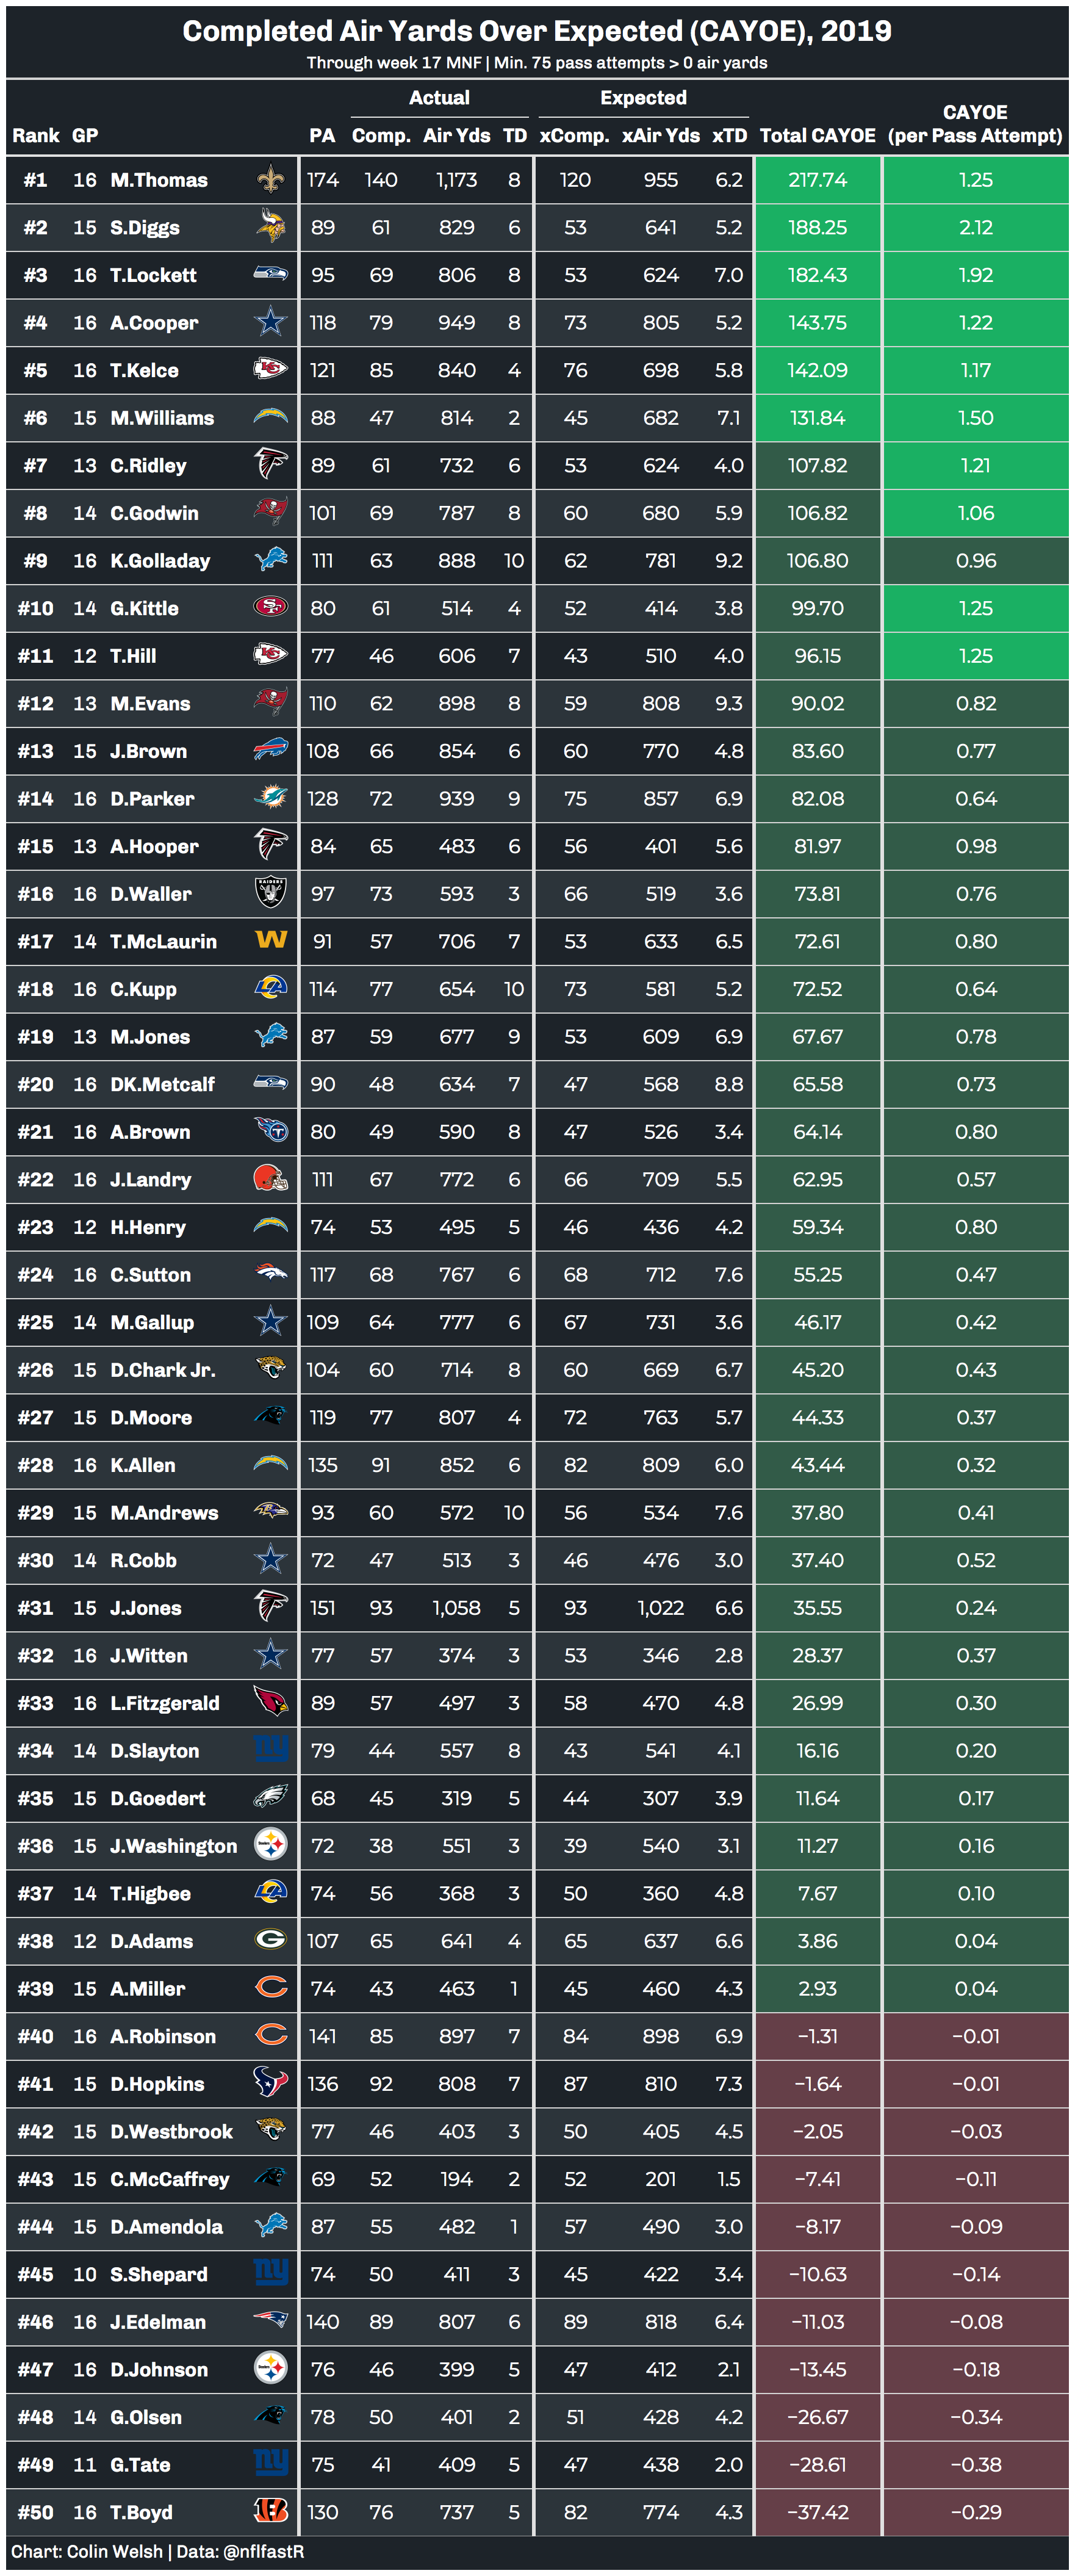 Completed Air Yards Over Expected (CAYOE), 2019
Through week 17 MNF | Min. 75 pass attempts > 0 air yards
Actual Expected
Rank GP PA Comp. Air Yds TD xComp. xAir Yds xTD Total CAYOE CAYOE (per Pass Attempt)
#1 16 M.Thomas 174 140 1,173 8 120 955 6.2 217.74 1.25
#2 15 S.Diggs 89 61 829 6 53 641 5.2 188.25 2.12
#3 16 T.Lockett 95 69 806 8 53 624 7.0 182.43 1.92
#4 16 A.Cooper 118 79 949 8 73 805 5.2 143.75 1.22
#5 16 T.Kelce 121 85 840 4 76 698 5.8 142.09 1.17
#6 15 M.Williams 88 47 814 2 45 682 7.1 131.84 1.50
#7 13 C.Ridley 89 61 732 6 53 624 4.0 107.82 1.21
#8 14 C.Godwin 101 69 787 8 60 680 5.9 106.82 1.06
#9 16 K.Golladay 111 63 888 10 62 781 9.2 106.80 0.96
#10 14 G.Kittle 80 61 514 4 52 414 3.8 99.70 1.25
#11 12 T.Hill 77 46 606 7 43 510 4.0 96.15 1.25
#12 13 M.Evans 110 62 898 8 59 808 9.3 90.02 0.82
#13 15 J.Brown 108 66 854 6 60 770 4.8 83.60 0.77
#14 16 D.Parker 128 72 939 9 75 857 6.9 82.08 0.64
#15 13 A.Hooper 84 65 483 6 56 401 5.6 81.97 0.98
#16 16 D.Waller RAIDERS 97 73 593 3 66 519 3.6 73.81 0.76
#17 14 T.McLaurin W 91 57 706 7 53 633 6.5 72.61 0.80
#18 16 C.Kupp 114 77 654 10 73 581 5.2 72.52 0.64
#19 13 M.Jones 87 59 677 9 53 609 6.9 67.67 0.78
#20 16 DK.Metcalf 90 48 634 7 47 568 8.8 65.58 0.73
#21 16 A.Brown 80 49 590 8 47 526 3.4 64.14 0.80
#22 16 J.Landry 111 67 772 6 66 709 5.5 62.95 0.57
#23 12 H.Henry 74 53 495 5 46 436 4.2 59.34 0.80
#24 16 C.Sutton 117 68 767 6 68 712 7.6 55.25 0.47
#25 14 M.Gallup 109 64 777 6 67 731 3.6 46.17 0.42
#26 15 D.Chark Jr. 104 60 714 8 60 669 6.7 45.20 0.43
#27 15 D.Moore 119 77 807 4 72 763 5.7 44.33 0.37
#28 16 K.Allen 135 91 852 6 82 809 6.0 43.44 0.32
#29 15 M.Andrews 93 60 572 10 56 534 7.6 37.80 0.41
#30 14 R.Cobb 72 47 513 3 46 476 3.0 37.40 0.52
#31 15 J.Jones 151 93 1,058 5 93 1,022 6.6 35.55 0.24
#32 16 J.Witten 77 57 374 3 53 346 2.8 28.37 0.37
#33 16 L.Fitzgerald 89 57 497 3 58 470 4.8 26.99 0.30
#34 14 D.Slayton ny 79 44 557 8 43 541 4.1 16.16 0.20
#35 15 D.Goedert 68 45 319 5 44 307 3.9 11.64 0.17
#36 15 J.Washington Steelers 72 38 551 3 39 540 3.1 11.27 0.16
#37 14 T.Higbee 74 56 368 3 50 360 4.8 7.67 0.10
#38 12 D.Adams G 107 65 641 4 65 637 6.6 3.86 0.04
#39 15 A.Miller C 74 43 463 1 45 460 4.3 2.93 0.04
#40 16 A.Robinson C 141 85 897 7 84 898 6.9 −1.31 −0.01
#41 15 D.Hopkins 136 92 808 7 87 810 7.3 −1.64 −0.01
#42 15 D.Westbrook 77 46 403 3 50 405 4.5 −2.05 −0.03
#43 15 C.McCaffrey 69 52 194 2 52 201 1.5 −7.41 −0.11
#44 15 D.Amendola 87 55 482 1 57 490 3.0 −8.17 −0.09
#45 10 S.Shepard ny 74 50 411 3 45 422 3.4 −10.63 −0.14
#46 16 J.Edelman 140 89 807 6 89 818 6.4 −11.03 −0.08
#47 16 D.Johnson Steelers 76 46 399 5 47 412 2.1 −13.45 −0.18
#48 14 G.Olsen 78 50 401 2 51 428 4.2 −26.67 −0.34
#49 11 G.Tate ny 75 41 409 5 47 438 2.0 −28.61 −0.38
#50 16 T.Boyd B 130 76 737 5 82 774 4.3 −37.42 −0.29
Chart: Colin Welsh | Data: @nflfastR